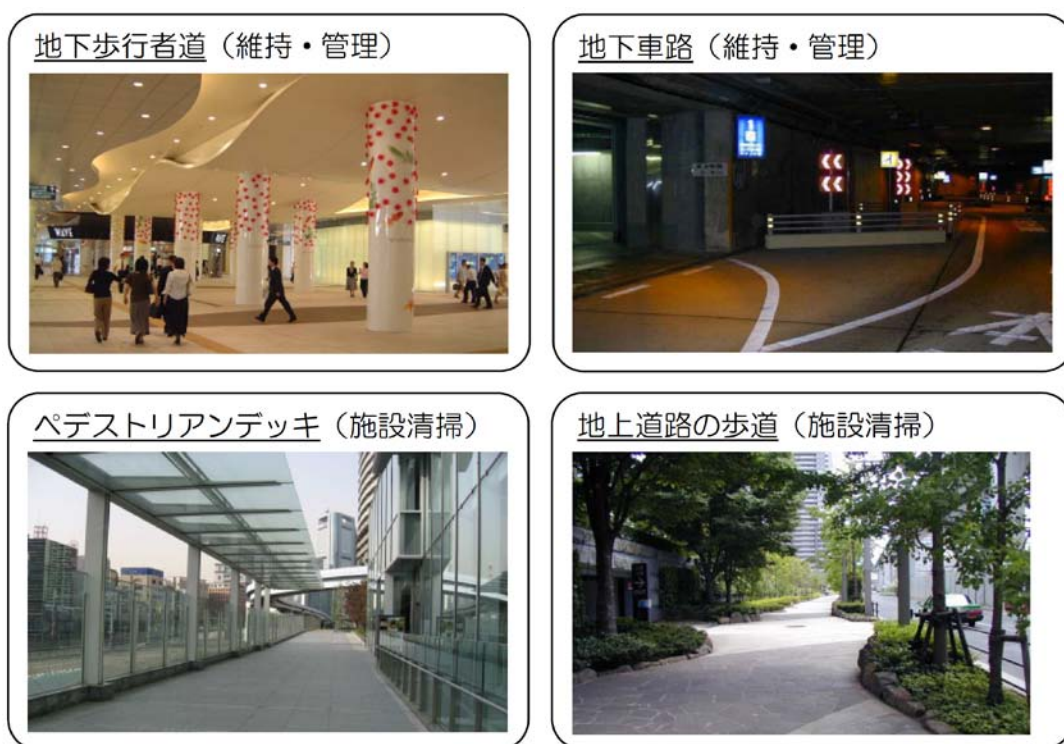 地下歩行者道（維持・管理）
地下車路（維持・管理）
WAVE
ペデストリアンデッキ（施設清掃）
地上道路の歩道（施設清掃）